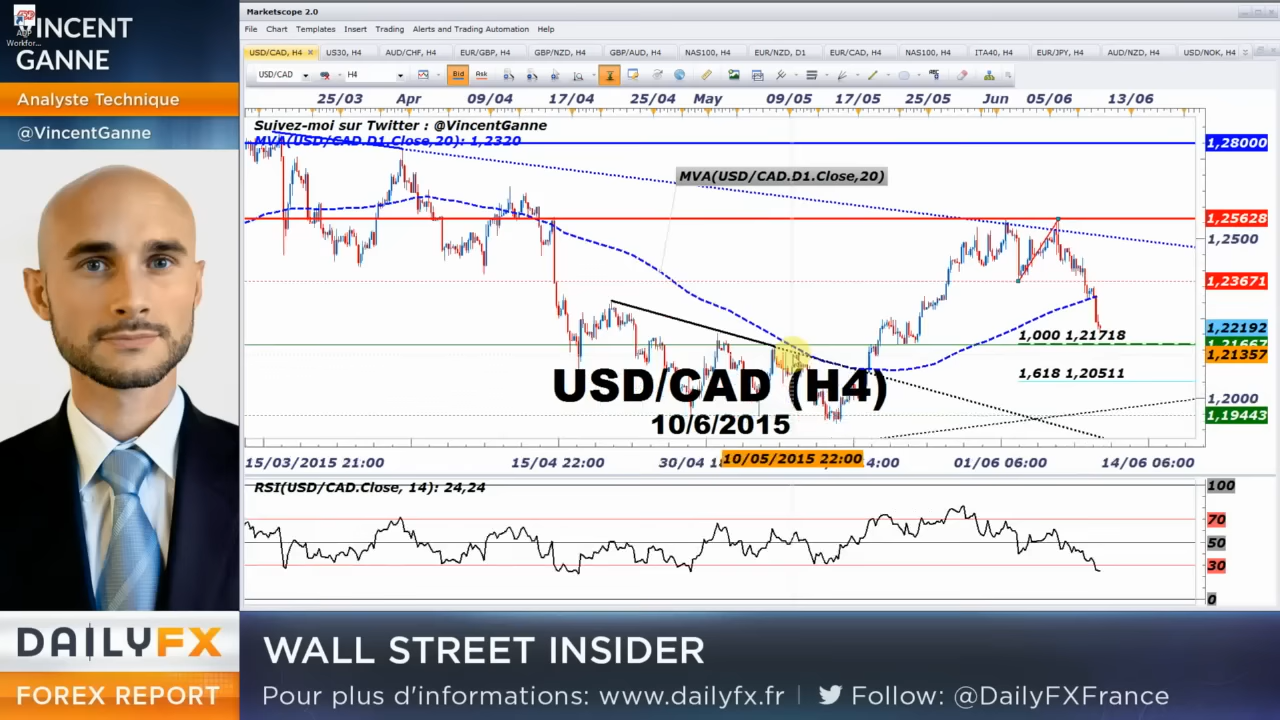 VINCENT
GANNE
Workfor...
Analyste Technique
@VincentGanne
Marketscope 2.0
File Chart Templates Insert Trading Alerts and Trading Automation Help
USD/CAD, H4 US30, H4 AUD/CHF, H4 EUR/GBP, H4 GBP/NZD, H4 GBP/AUD, H4 NAS100, H4 EUR/NZD, D1 EUR/CAD, H4 NAS100, H4 ITA40, H4 EUR/JPY, H4 AUD/NZD, H4 USD/NOK, H4
USD/CAD H4 Bid Ask
25/03 Apr 09/04 17/04 25/04 May 09/05 17/05 25/05 Jun 05/06 13/06
Suivez-moi sur Twitter : @VincentGanne
MVA(USD/CAD.D1.Close,20): 1,2320
1,28000
MVA(USD/CAD.D1.Close,20)
1,25628
1,2500
1,23671
1,22192
1,000 1,21718
1,21667
1,21357
1,618 1,20511
1,2000
1,19443
USD/CAD (H4)
10/6/2015
15/03/2015 21:00 15/04 22:00 30/04 18 10/05/2015 22:00 4:00 01/06 06:00 14/06 06:00
RSI(USD/CAD.Close, 14): 24,24
100
70
50
30
0
DAILYFX
FOREX REPORT
WALL STREET INSIDER
Pour plus d'informations: www.dailyfx.fr | Follow: @DailyFXFrance